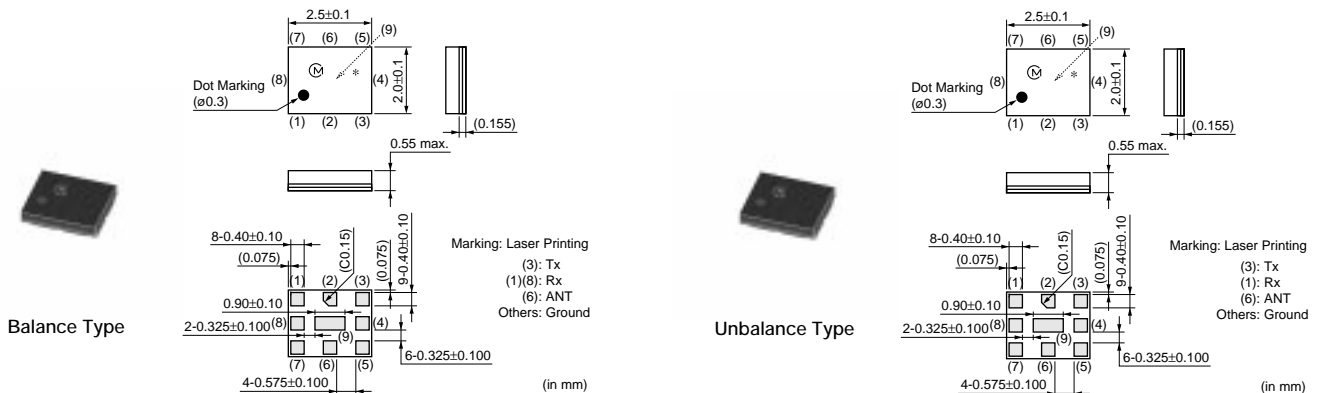 2.5±0.1
(7) (6) (5) (9)
Dot Marking
(ø0.3)
(8)
M *
(4)
2.0±0.1
(1) (2) (3)
(0.155)
0.55 max.
8-0.40±0.10
(0.075)
(C0.15)
(0.075)
9-0.40±0.10
(1) (2) (3)
0.90±0.10
(8) (4)
2-0.325±0.100
(9)
(7) (6) (5)
6-0.325±0.100
4-0.575±0.100
Marking: Laser Printing
(3): Tx
(1)(8): Rx
(6): ANT
Others: Ground
(in mm)
Balance Type
2.5±0.1
(7) (6) (5) (9)
Dot Marking
(ø0.3)
(8)
M *
(4)
2.0±0.1
(1) (2) (3)
(0.155)
0.55 max.
8-0.40±0.10
(0.075)
(C0.15)
(0.075)
9-0.40±0.10
(1) (2) (3)
0.90±0.10
(8) (4)
2-0.325±0.100
(9)
(7) (6) (5)
6-0.325±0.100
4-0.575±0.100
Marking: Laser Printing
(3): Tx
(1): Rx
(6): ANT
Others: Ground
(in mm)
Unbalance Type